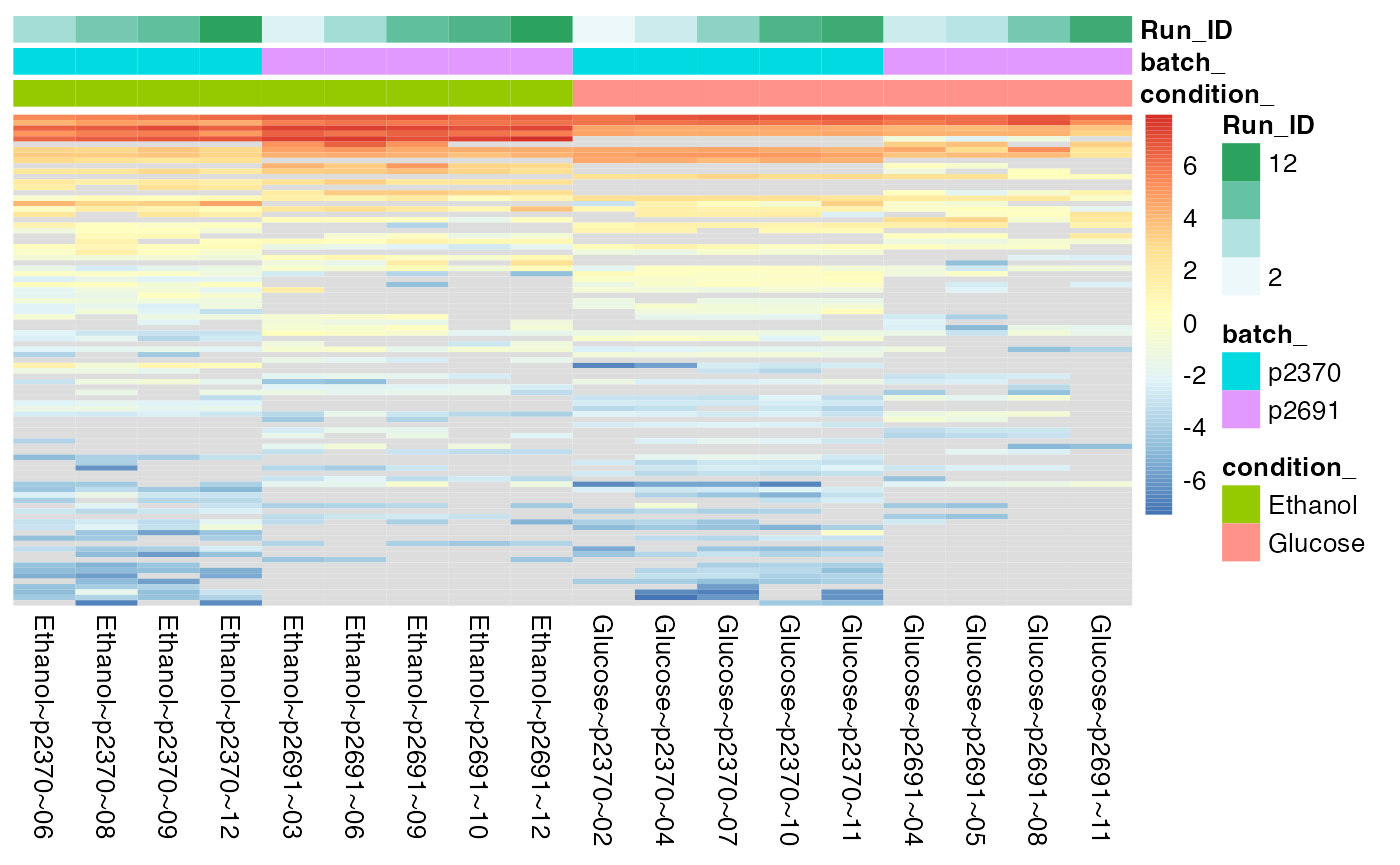 Run_ID
batch_
condition_
6
4
2
0
-2
-4
-6
Run_ID
12
2
batch_
p2370
p2691
condition_
Ethanol
Glucose
Ethanol~p2370~06
Ethanol~p2370~08
Ethanol~p2370~09
Ethanol~p2370~12
Ethanol~p2691~03
Ethanol~p2691~06
Ethanol~p2691~09
Ethanol~p2691~10
Ethanol~p2691~12
Glucose~p2370~02
Glucose~p2370~04
Glucose~p2370~07
Glucose~p2370~10
Glucose~p2370~11
Glucose~p2691~04
Glucose~p2691~05
Glucose~p2691~08
Glucose~p2691~11